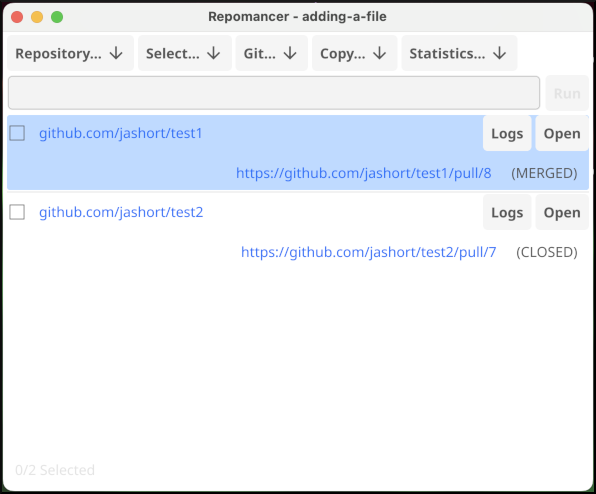 Repomancer - adding-a-file
Repository... Select... Git... Copy... Statistics...
Run
github.com/jashort/test1 Logs Open
https://github.com/jashort/test1/pull/8 (MERGED)
github.com/jashort/test2 Logs Open
https://github.com/jashort/test2/pull/7 (CLOSED)
0/2 Selected